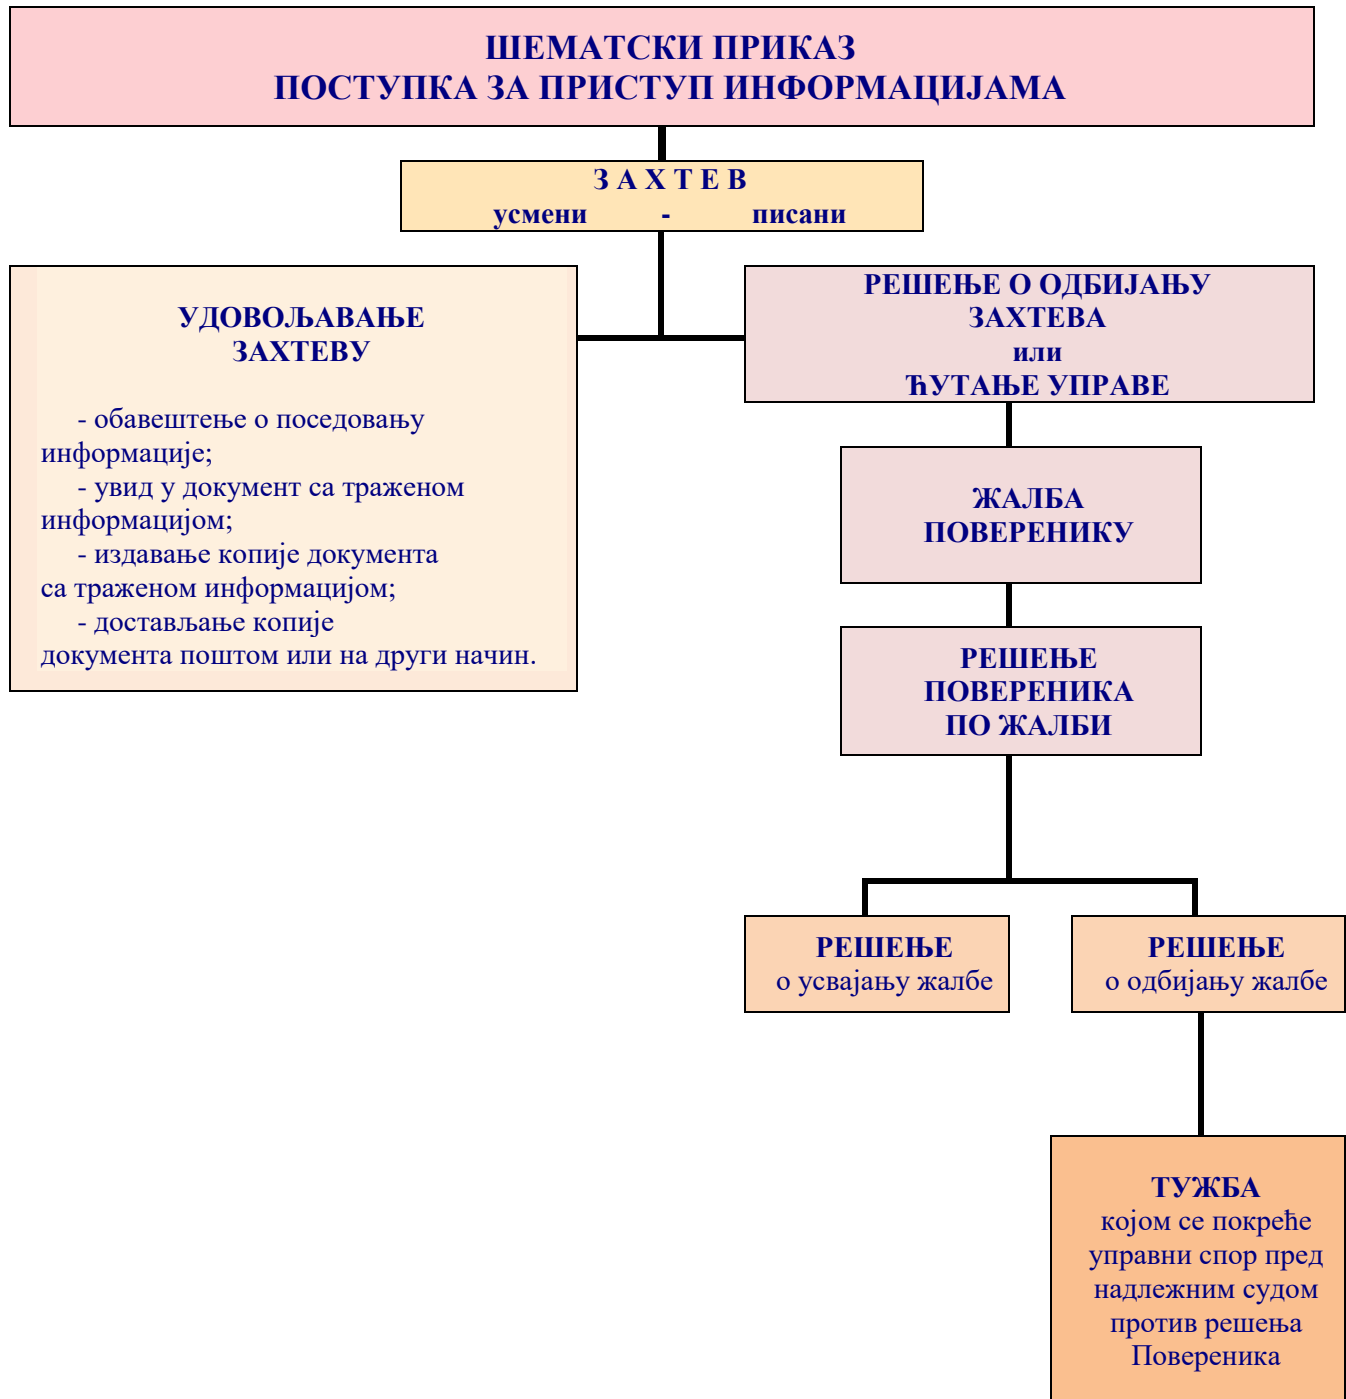 ШЕМАТСКИ ПРИКАЗ
ПОСТУПКА ЗА ПРИСТУП ИНФОРМАЦИЈАМА
З А Х Т Е В
усмени - писани
УДОВОЉАВАЊЕ
ЗАХТЕВУ
- обавештење о поседовању
информације;
- увид у документ са траженом
информацијом;
- издавање копије документа
са траженом информацијом;
- достављање копије
документа поштом или на други начин.
РЕШЕЊЕ О ОДБИЈАЊУ
ЗАХТЕВА
или
ЋУТАЊЕ УПРАВЕ
ЖАЛБА
ПОВЕРЕНИКУ
РЕШЕЊЕ
ПОВЕРЕНИКА
ПО ЖАЛБИ
РЕШЕЊЕ
о усвајању жалбе
РЕШЕЊЕ
о одбијању жалбе
ТУЖБА
којом се покреће
управни спор пред
надлежним судом
против решења
Повереника